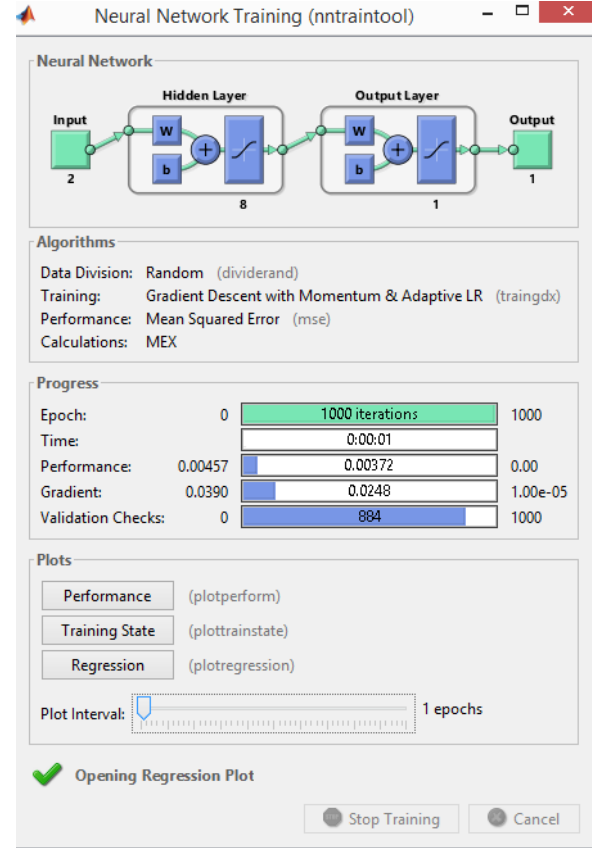 Neural Network Training (nntraintool)
Neural Network
Hidden Layer
Output Layer
Input
Output
W
W
b
b
2
1
8
1
Algorithms
Data Division: Random (dividerand)
Training: Gradient Descent with Momentum & Adaptive LR (traingdx)
Performance: Mean Squared Error (mse)
Calculations: MEX
Progress
Epoch: 0 1000 iterations 1000
Time: 0:00:01
Performance: 0.00457 0.00372 0.00
Gradient: 0.0390 0.0248 1.00e-05
Validation Checks: 0 884 1000
Plots
Performance (plotperform)
Training State (plottrainstate)
Regression (plotregression)
Plot Interval: 1 epochs
Opening Regression Plot
Stop Training Cancel